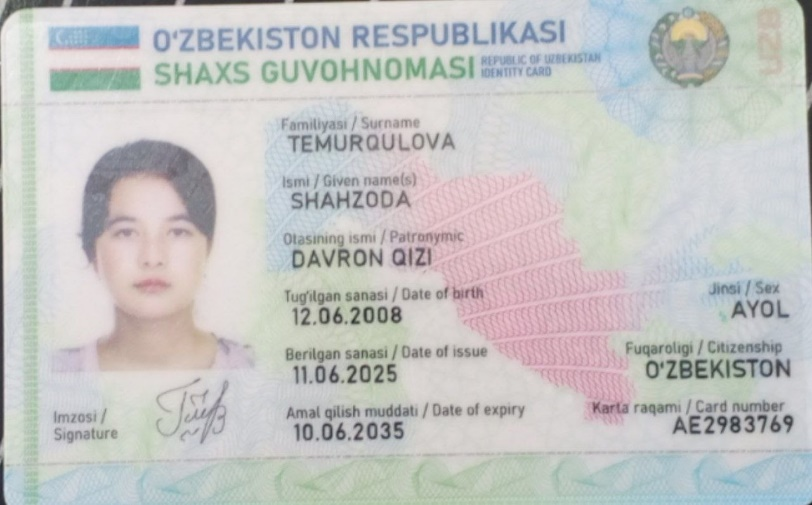 O'ZBEKISTON RESPUBLIKASI
SHAXS GUVOHNOMASI REPUBLIC OF UZBEKISTAN
IDENTITY CARD
UZB
Familiyasi / Surname
TEMURQULOVA
Ismi / Given name(s)
SHAHZODA
Otasining ismi / Patronymic
DAVRON QIZI
Tug'ilgan sanasi / Date of birth
12.06.2008
Jinsi / Sex
AYOL
Berilgan sanasi / Date of issue
11.06.2025
Fuqaroligi / Citizenship
O'ZBEKISTON
Amal qilish muddati / Date of expiry
10.06.2035
Karta raqami / Card number
AE2983769
Imzosi /
Signature